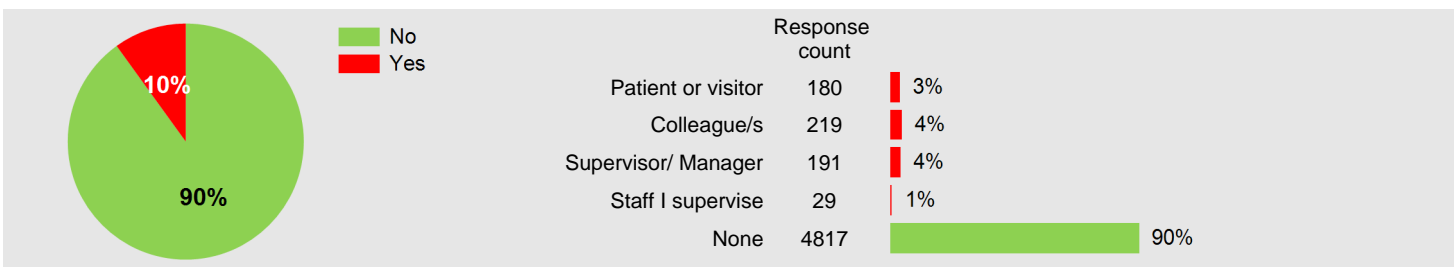 No
Yes
10%
90%
Response
count
Patient or visitor 180 3%
Colleague/s 219 4%
Supervisor/ Manager 191 4%
Staff I supervise 29 1%
None 4817 90%